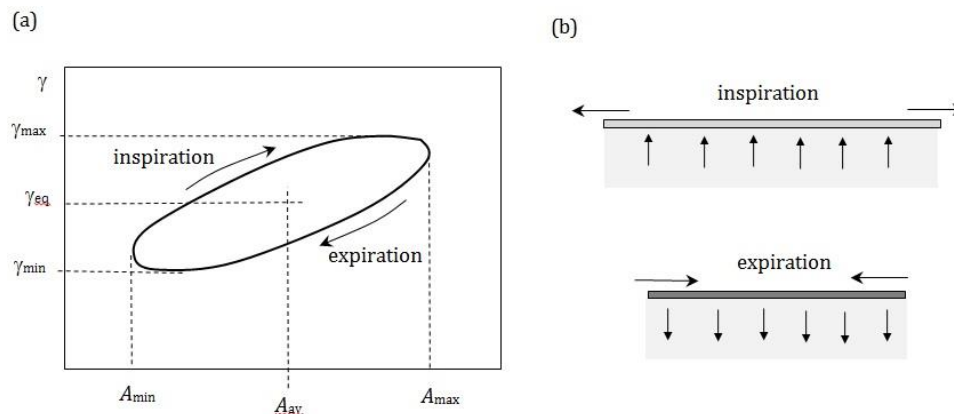 (a)
γ
γmax
inspiration
γeq
expiration
γmin
Amin
Aav.
Amax
(b)
inspiration
expiration